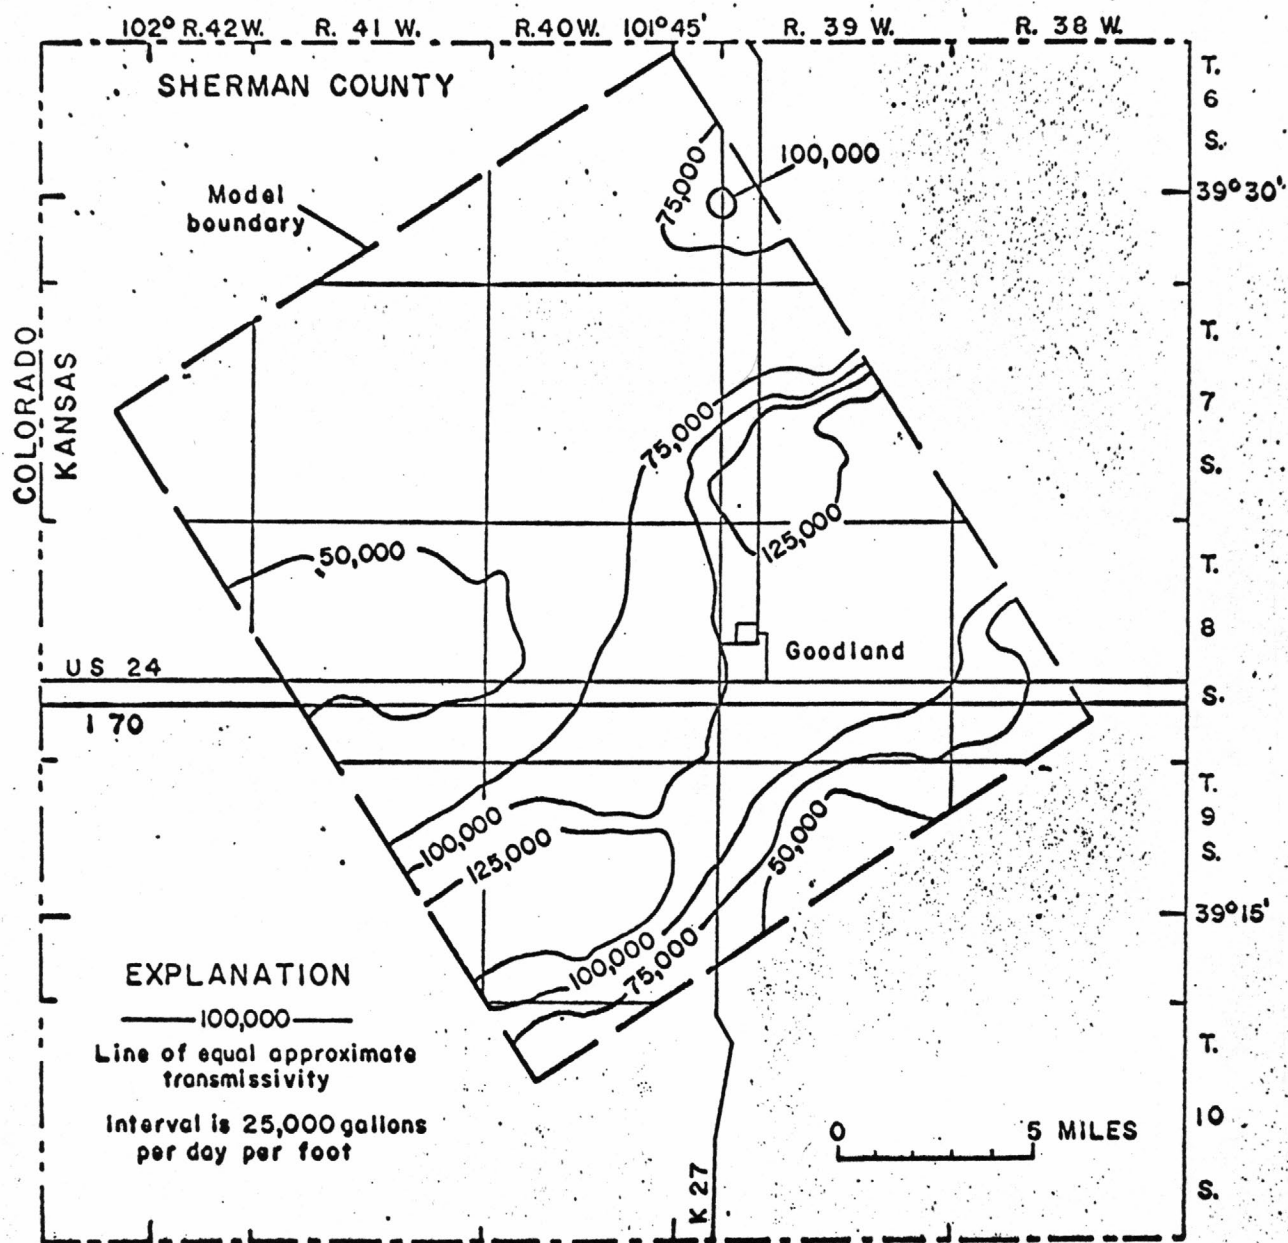 102° R.42W. R. 41 W. R.40W. 101°45' R. 39 W. R. 38 W.
SHERMAN COUNTY
T.
6
S.
100,000
75,000
39°30'
Model
boundary
COLORADO
KANSAS
T.
7
S.
75,000
125,000
50,000
T.
8
S.
Goodland
US 24
I 70
T.
9
S.
100,000
125,000
50,000
39°15'
100,000
75,000
EXPLANATION
100,000
Line of equal approximate
transmissivity
Interval is 25,000 gallons
per day per foot
T.
10
S.
0 5 MILES
K 27